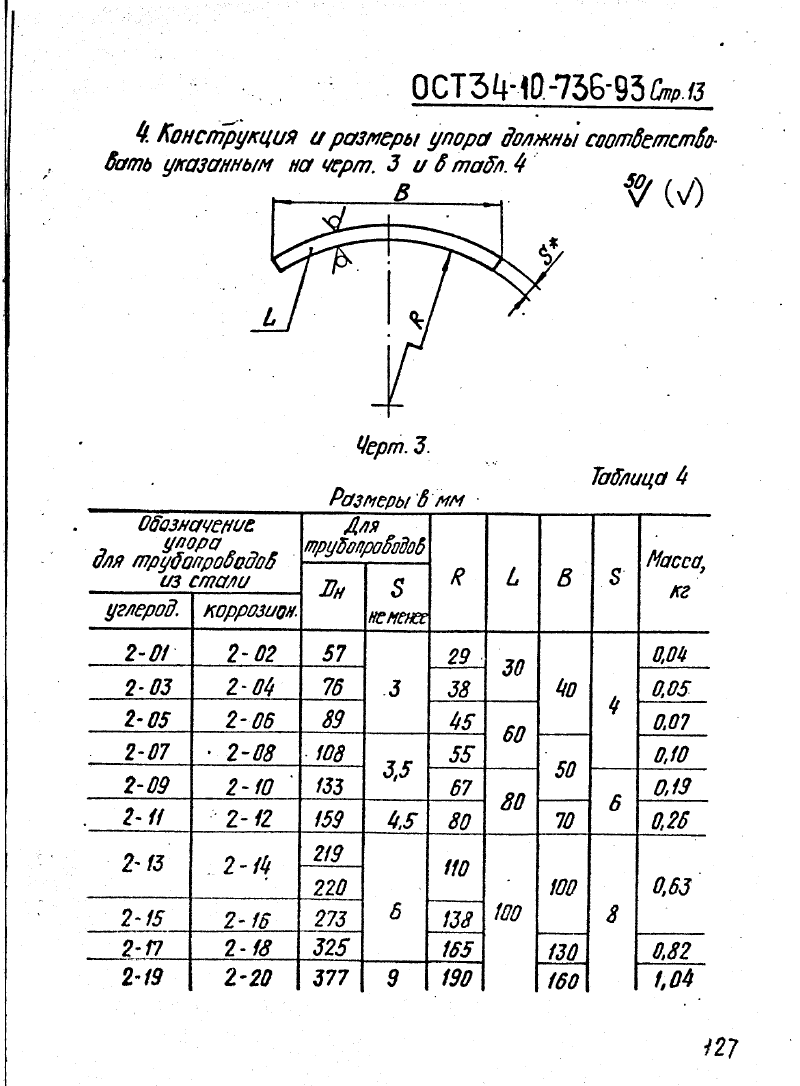 ОСТ34-10-736-93 Стр.13
4. Конструкция и размеры упора должны соответство-
вать указанным на черт. 3 и в табл. 4
50 (√)
B
S*
L
R
Черт. 3.
Таблица 4
Размеры в мм
Обозначение упора для трубопроводов из стали | Для трубопроводов | R | L | B | S | Масса, кг
углерод. | коррозион. | Dн | S не менее
2-01 2-02 57 3 29 30 40 4 0,04
2-03 2-04 76 38 0,05
2-05 2-06 89 45 60 0,07
2-07 2-08 108 3,5 55 50 0,10
2-09 2-10 133 67 80 6 0,19
2-11 2-12 159 4,5 80 70 0,26
2-13 2-14 219 6 110 100 100 8 0,63
220
2-15 2-16 273 138
2-17 2-18 325 165 130 0,82
2-19 2-20 377 9 190 160 1,04
127